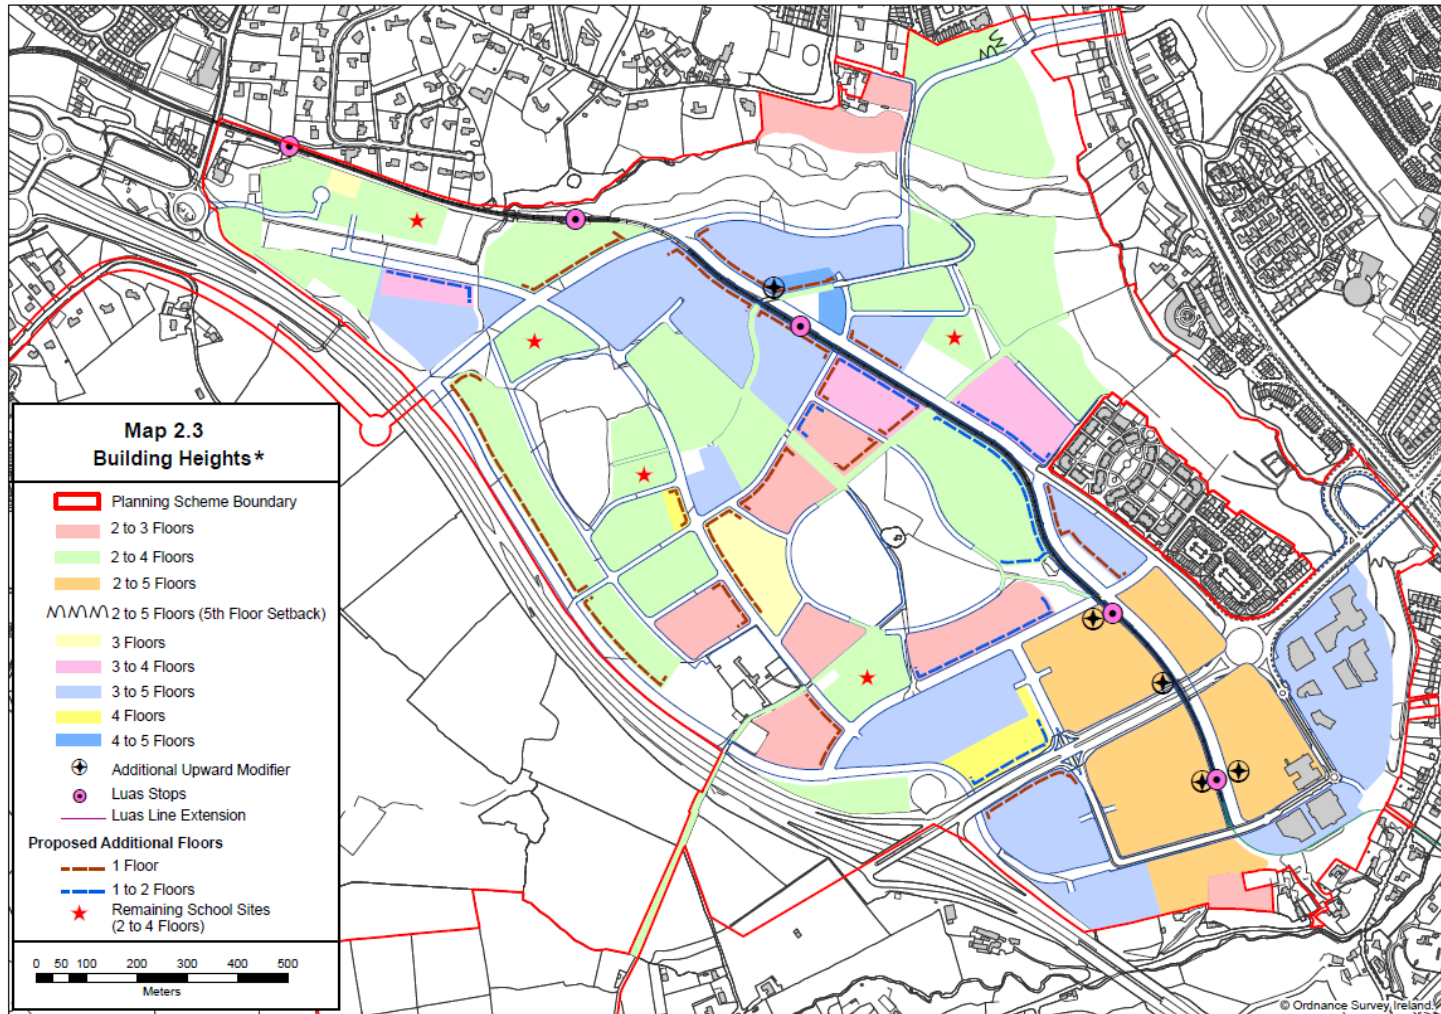 Map 2.3
Building Heights*
Planning Scheme Boundary
2 to 3 Floors
2 to 4 Floors
2 to 5 Floors
2 to 5 Floors (5th Floor Setback)
3 Floors
3 to 4 Floors
3 to 5 Floors
4 Floors
4 to 5 Floors
Additional Upward Modifier
Luas Stops
Luas Line Extension
Proposed Additional Floors
1 Floor
1 to 2 Floors
Remaining School Sites
(2 to 4 Floors)
0 50 100 200 300 400 500
Meters
© Ordnance Survey Ireland.